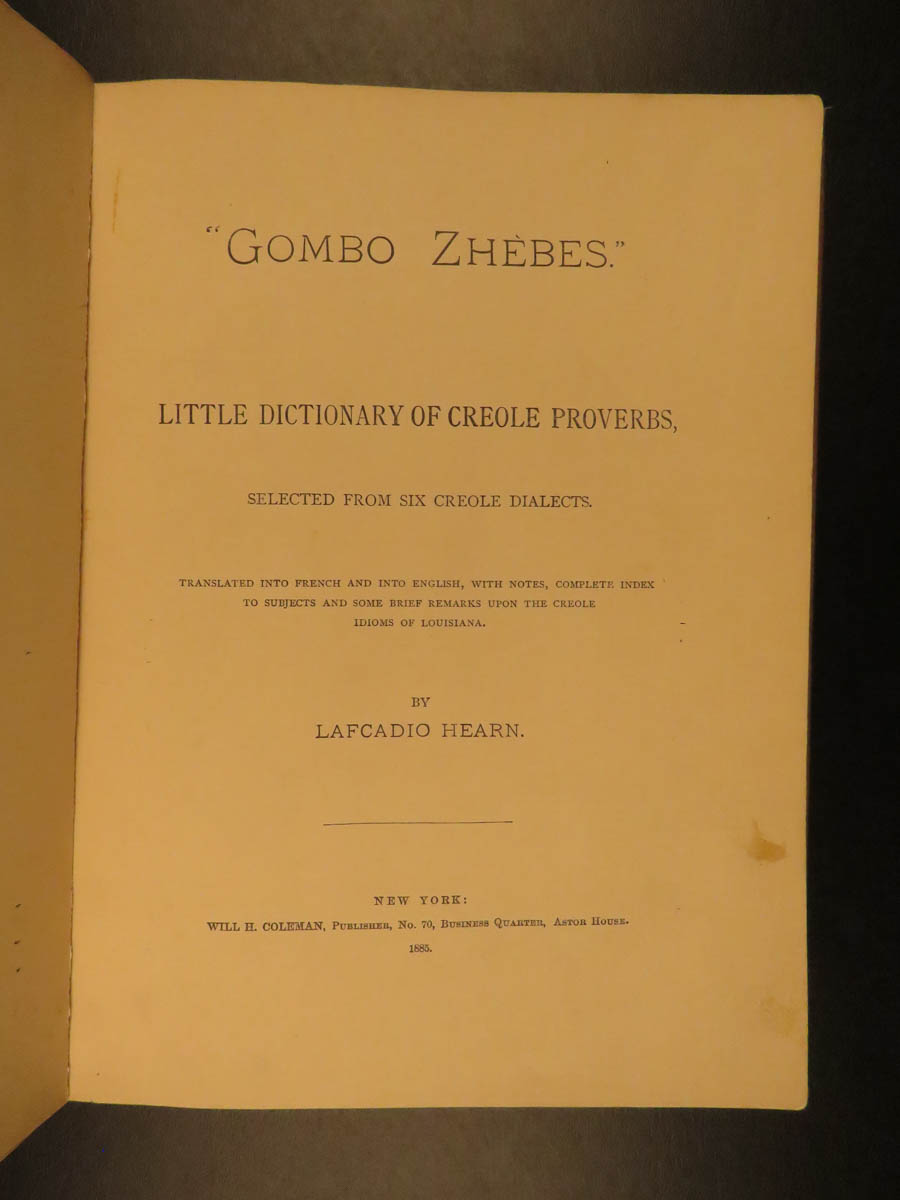 “GOMBO ZHÈBES.”
LITTLE DICTIONARY OF CREOLE PROVERBS,
SELECTED FROM SIX CREOLE DIALECTS.
TRANSLATED INTO FRENCH AND INTO ENGLISH, WITH NOTES, COMPLETE INDEX
TO SUBJECTS AND SOME BRIEF REMARKS UPON THE CREOLE
IDIOMS OF LOUISIANA.
BY
LAFCADIO HEARN.
NEW YORK:
WILL H. COLEMAN, PUBLISHER, No. 70, BUSINESS QUARTER, ASTOR HOUSE.
1885.